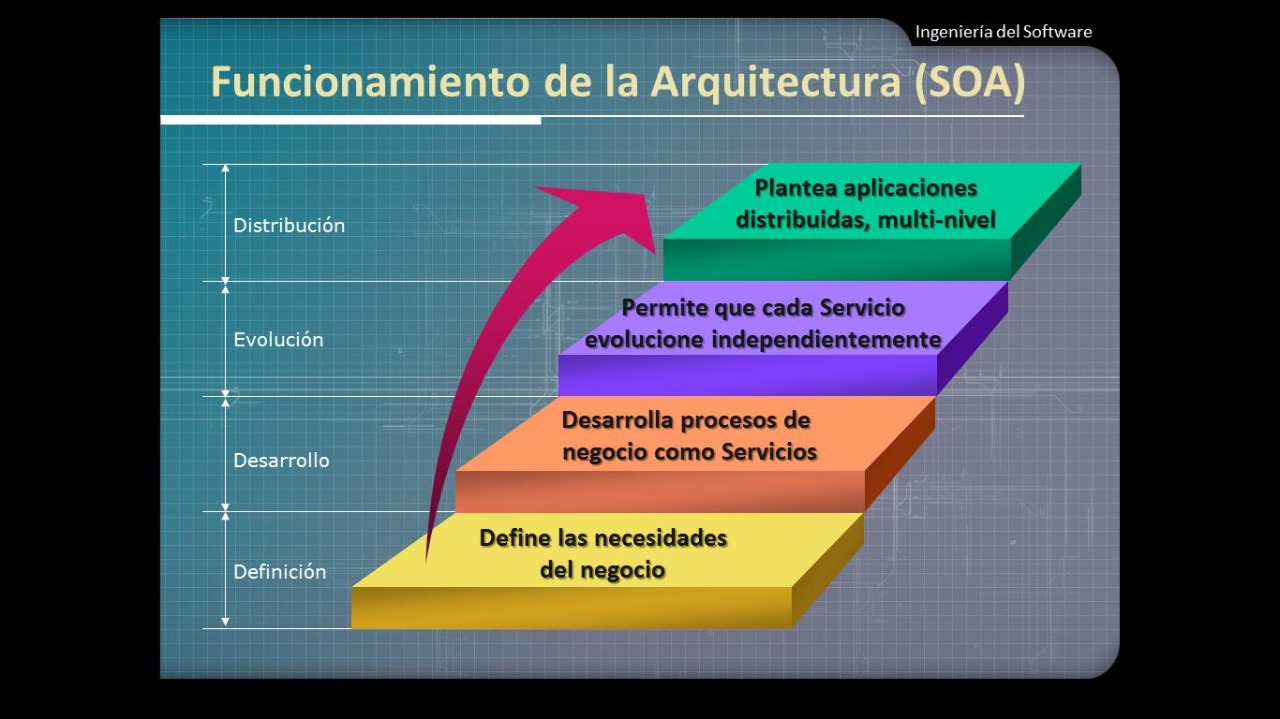 Ingeniería del Software
Funcionamiento de la Arquitectura (SOA)
Distribución
Plantea aplicaciones
distribuidas, multi-nivel
Evolución
Permite que cada Servicio
evolucione independientemente
Desarrollo
Desarrolla procesos de
negocio como Servicios
Definición
Define las necesidades
del negocio